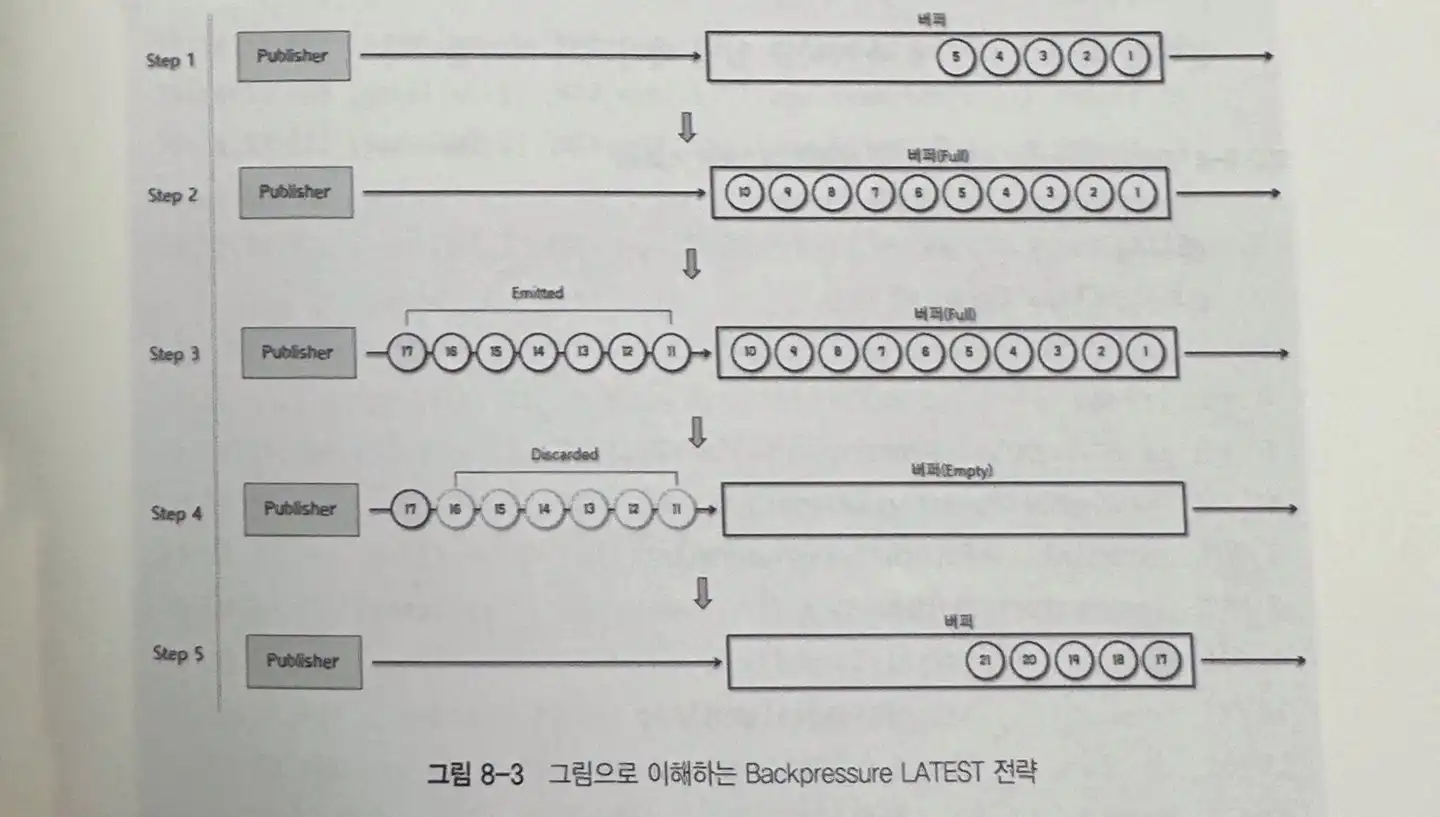 버퍼
Step 1 Publisher 5 4 3 2 1
버퍼(Full)
Step 2 Publisher 10 9 8 7 6 5 4 3 2 1
Emitted 버퍼(Full)
Step 3 Publisher 17 16 15 14 13 12 11 10 9 8 7 6 5 4 3 2 1
Discarded 버퍼(Empty)
Step 4 Publisher 17 16 15 14 13 12 11
버퍼
Step 5 Publisher 21 20 19 18 17
그림 8-3 그림으로 이해하는 Backpressure LATEST 전략